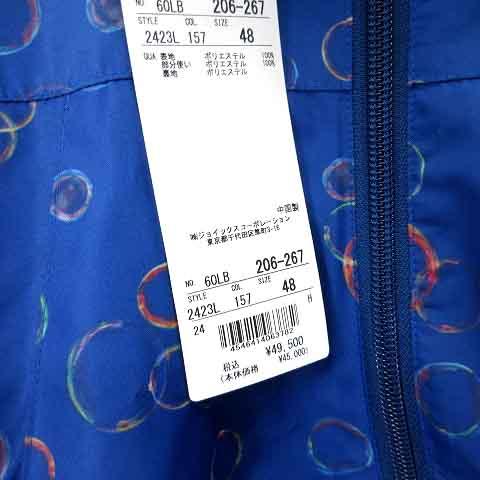 NO. 60LB 206-267
STYLE COL. SIZE
2423L 157 48
QUA. 表地 ポリエステル 100%
部分使い ポリエステル 100%
裏地 ポリエステル
中国製
㈱ジョイックスコーポレーション
東京都千代田区麹町3-16
NO. 60LB 206-267
STYLE COL. SIZE
2423L 157 48
24 H
税込 ¥49,500
(本体価格 ¥45,000)